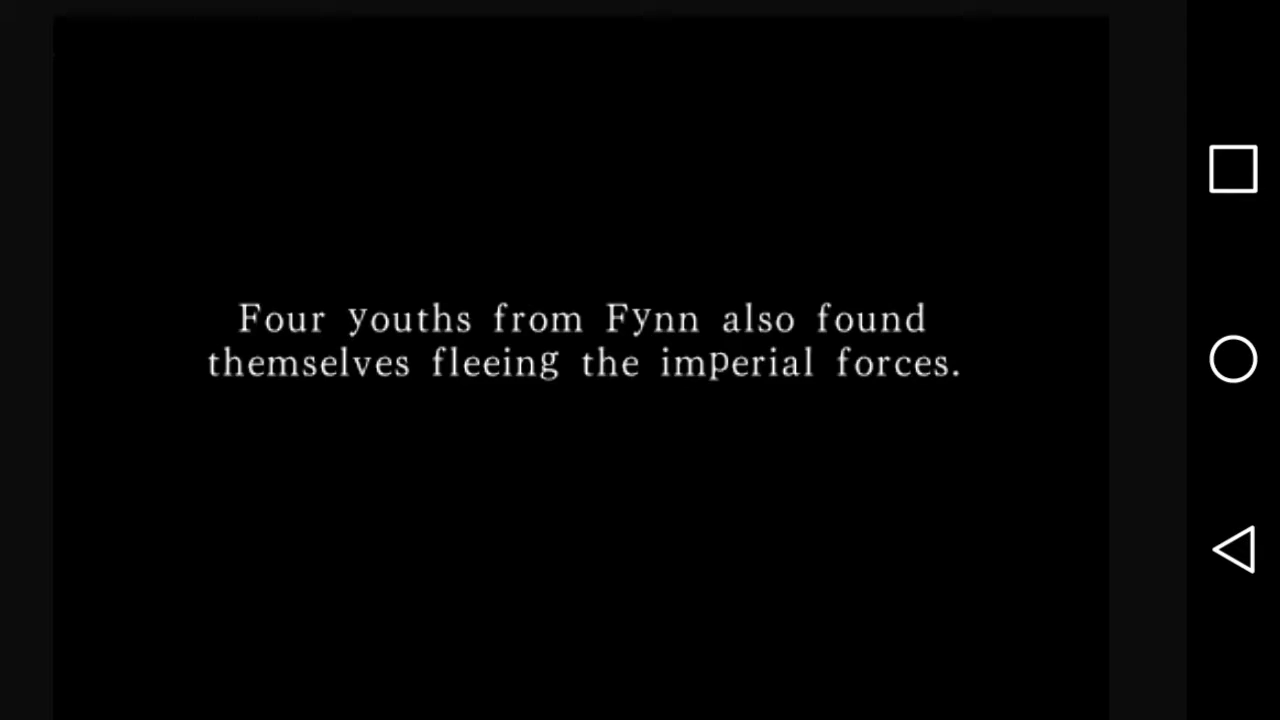 Four youths from Fynn also found
themselves fleeing the imperial forces.